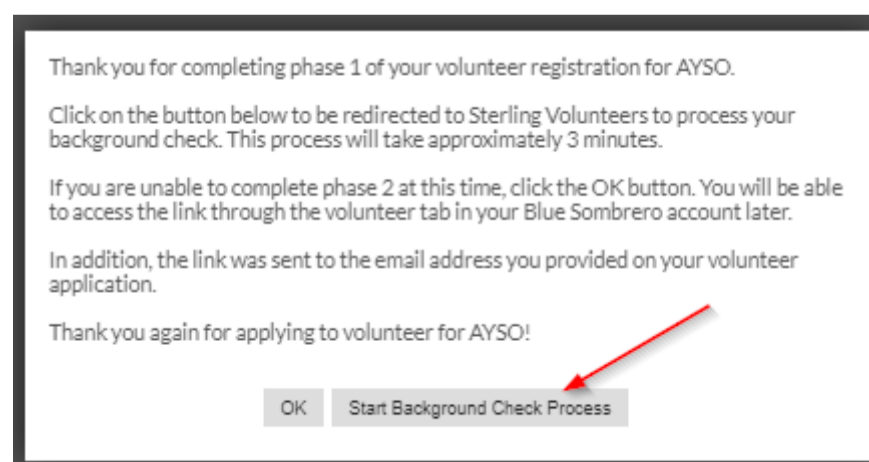 Thank you for completing phase 1 of your volunteer registration for AYSO.
Click on the button below to be redirected to Sterling Volunteers to process your
background check. This process will take approximately 3 minutes.
If you are unable to complete phase 2 at this time, click the OK button. You will be able
to access the link through the volunteer tab in your Blue Sombrero account later.
In addition, the link was sent to the email address you provided on your volunteer
application.
Thank you again for applying to volunteer for AYSO!
OK Start Background Check Process